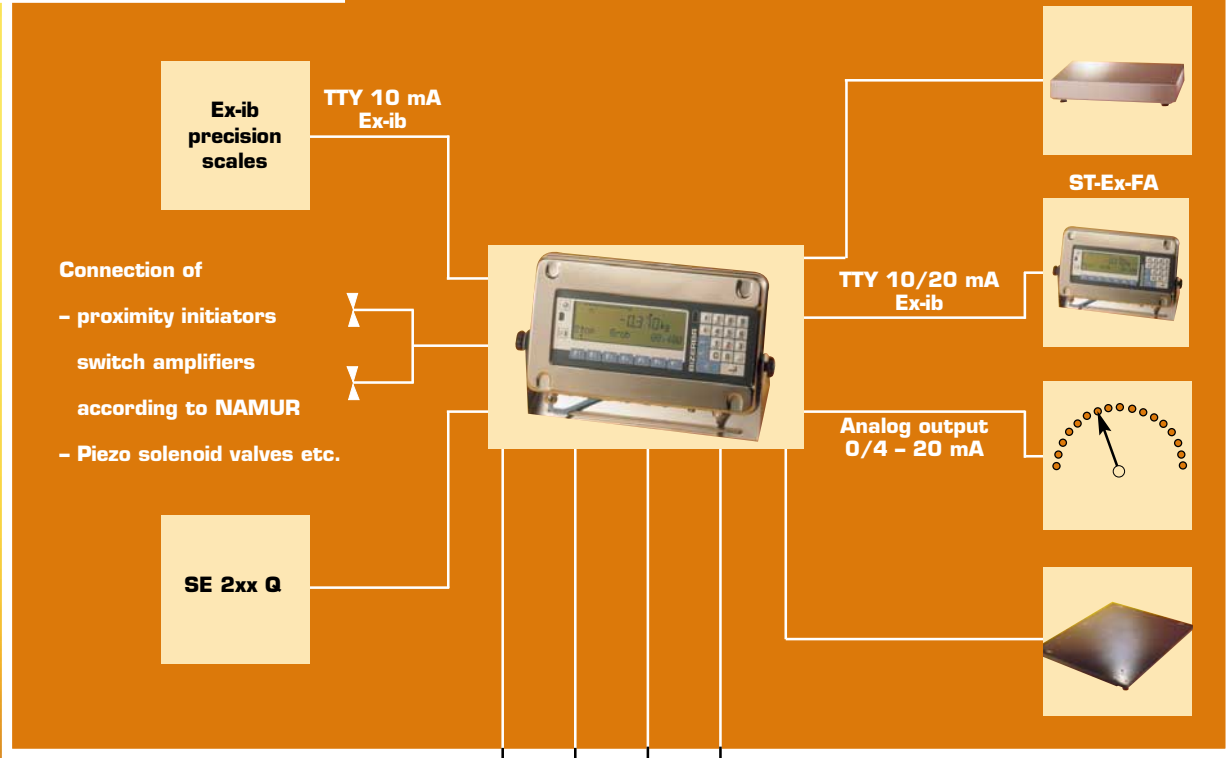 Ex-ib
precision
scales
TTY 10 mA
Ex-ib
ST-Ex-FA
Connection of
– proximity initiators
switch amplifiers
according to NAMUR
– Piezo solenoid valves etc.
TTY 10/20 mA
Ex-ib
BIZERBA
Analog output
0/4 – 20 mA
SE 2xx Q